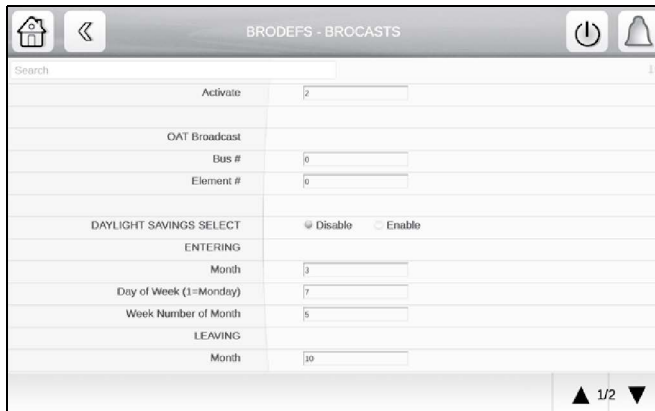 BRODEFS - BROCASTS
Search
Activate 2
OAT Broadcast
Bus # 0
Element # 0
DAYLIGHT SAVINGS SELECT Disable Enable
ENTERING
Month 3
Day of Week (1=Monday) 7
Week Number of Month 5
LEAVING
Month 10
1/2